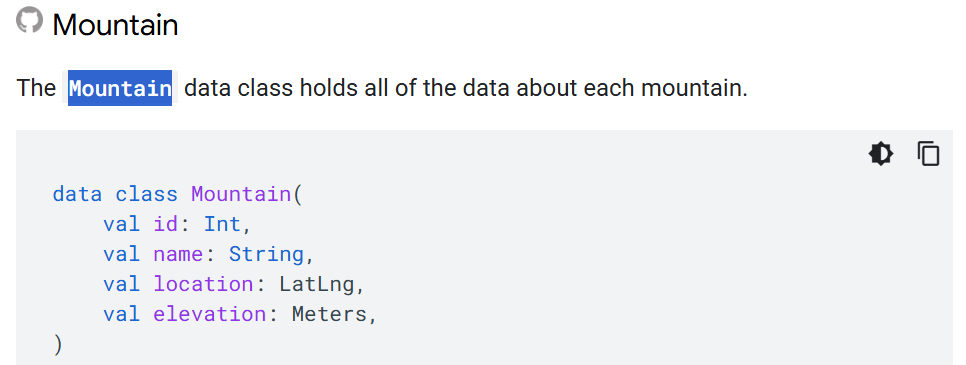 Mountain
The Mountain data class holds all of the data about each mountain.
data class Mountain(
    val id: Int,
    val name: String,
    val location: LatLng,
    val elevation: Meters,
)